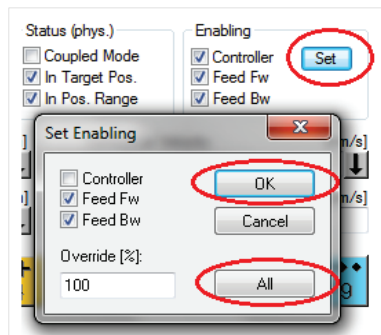 Status (phys.) Enabling
Coupled Mode Controller Set
In Target Pos. Feed Fw
In Pos. Range Feed Bw
Set Enabling
] m/s]
Controller OK
Feed Fw n/s]
Feed Bw Cancel
Override [%]:
100 All 9